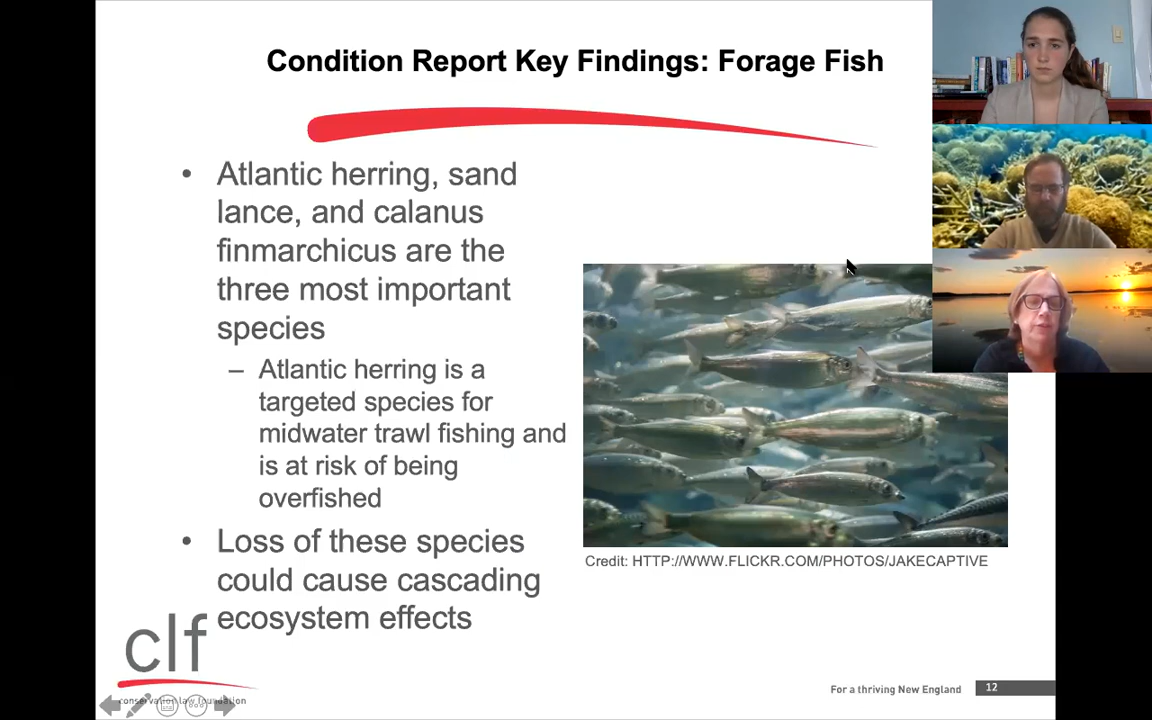 Condition Report Key Findings: Forage Fish
• Atlantic herring, sand
lance, and calanus
finmarchicus are the
three most important
species
– Atlantic herring is a
targeted species for
midwater trawl fishing and
is at risk of being
overfished
• Loss of these species
could cause cascading
ecosystem effects
Credit: HTTP://WWW.FLICKR.COM/PHOTOS/JAKECAPTIVE
clf
conservation law foundation
For a thriving New England
12